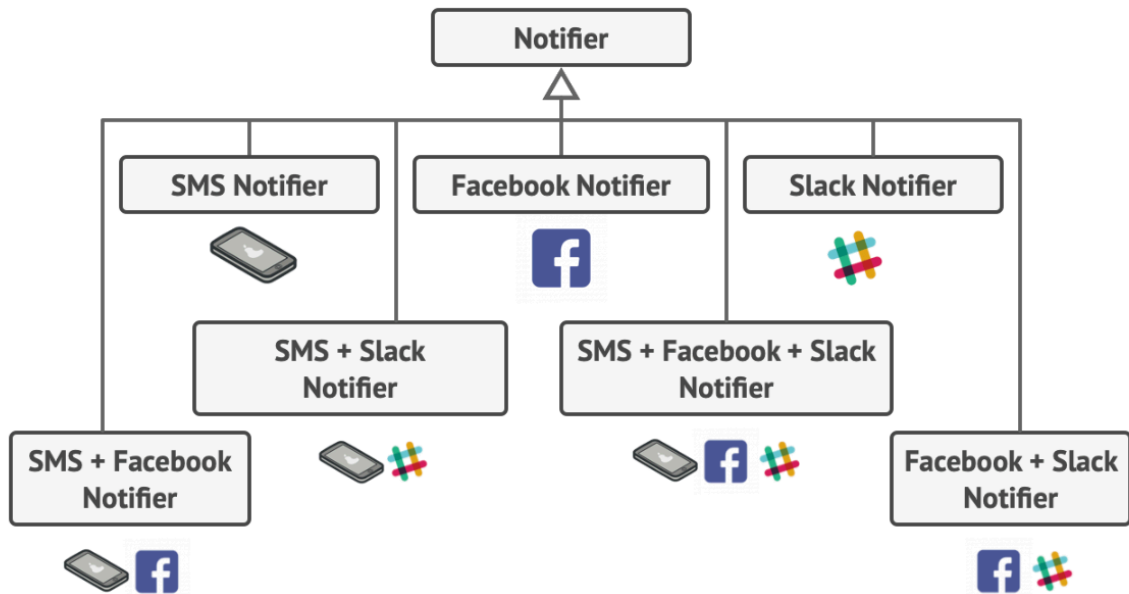 Notifier
SMS Notifier
Facebook Notifier
Slack Notifier
SMS + Slack
Notifier
SMS + Facebook + Slack
Notifier
SMS + Facebook
Notifier
Facebook + Slack
Notifier